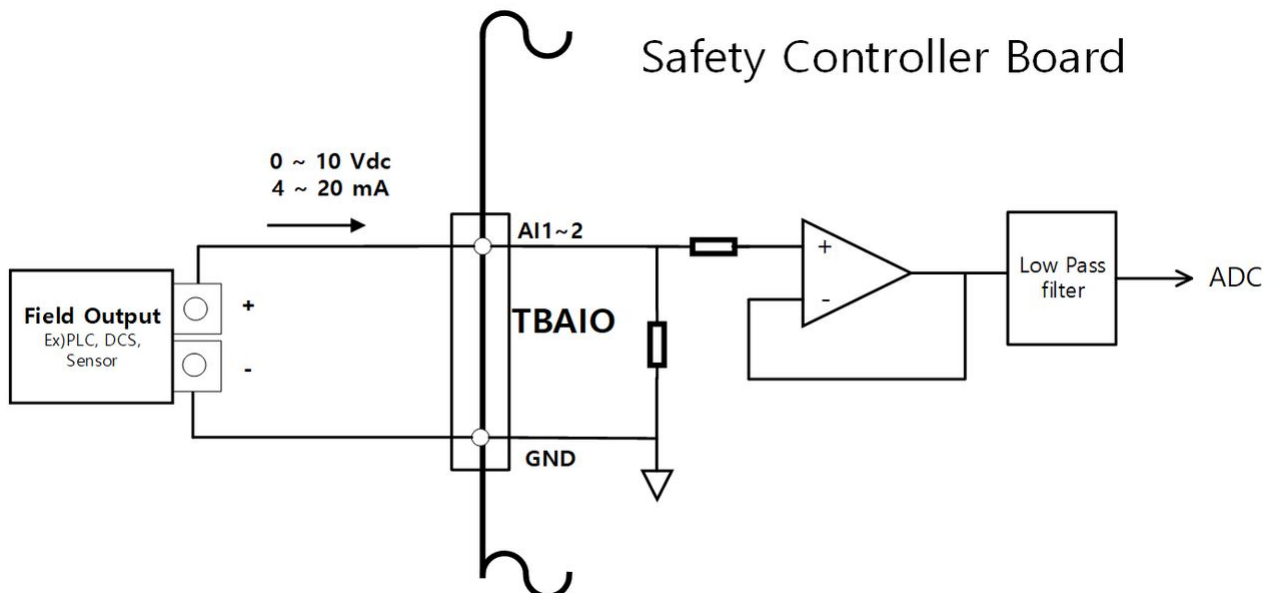 Safety Controller Board
0 ~ 10 Vdc
4 ~ 20 mA
AI1~2
+
Low Pass
filter
ADC
Field Output
Ex)PLC, DCS,
Sensor
+
-
TBAIO
-
GND